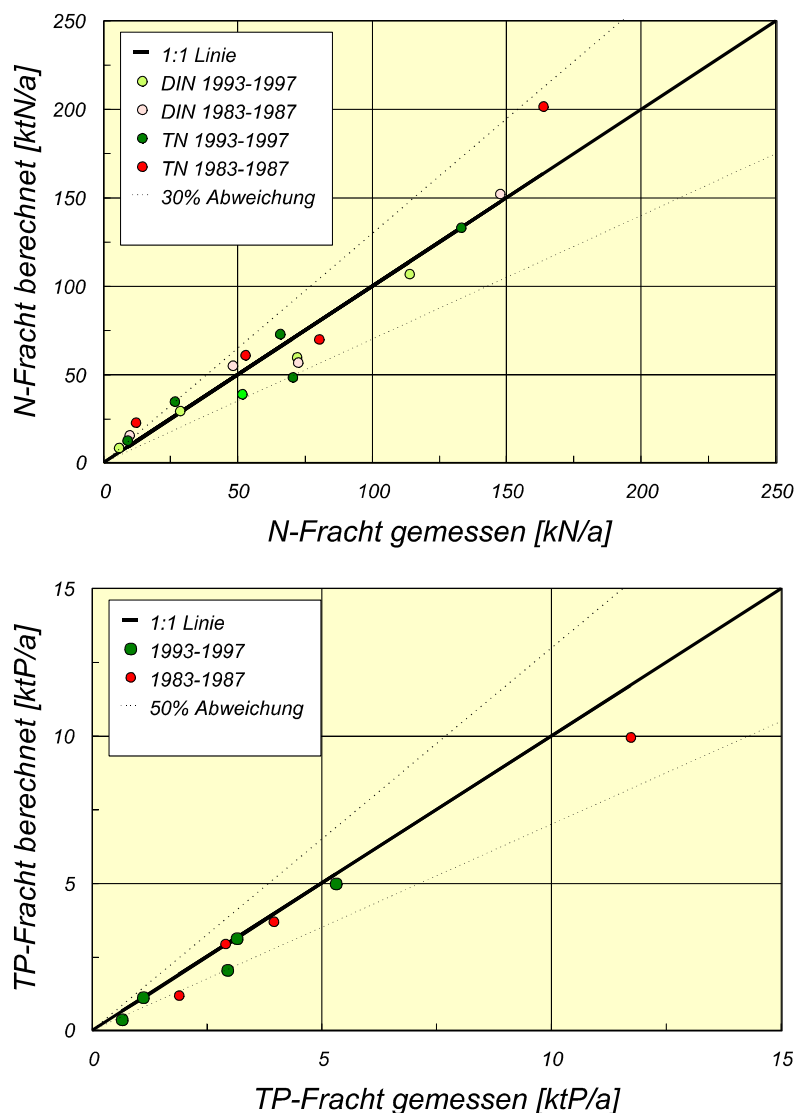 250
200
150
100
50
0
N-Fracht berechnet [ktN/a]
1:1 Linie
DIN 1993-1997
DIN 1983-1987
TN 1993-1997
TN 1983-1987
30% Abweichung
0 50 100 150 200 250
N-Fracht gemessen [kN/a]
15
10
5
0
TP-Fracht berechnet [ktP/a]
1:1 Linie
1993-1997
1983-1987
50% Abweichung
0 5 10 15
TP-Fracht gemessen [ktP/a]